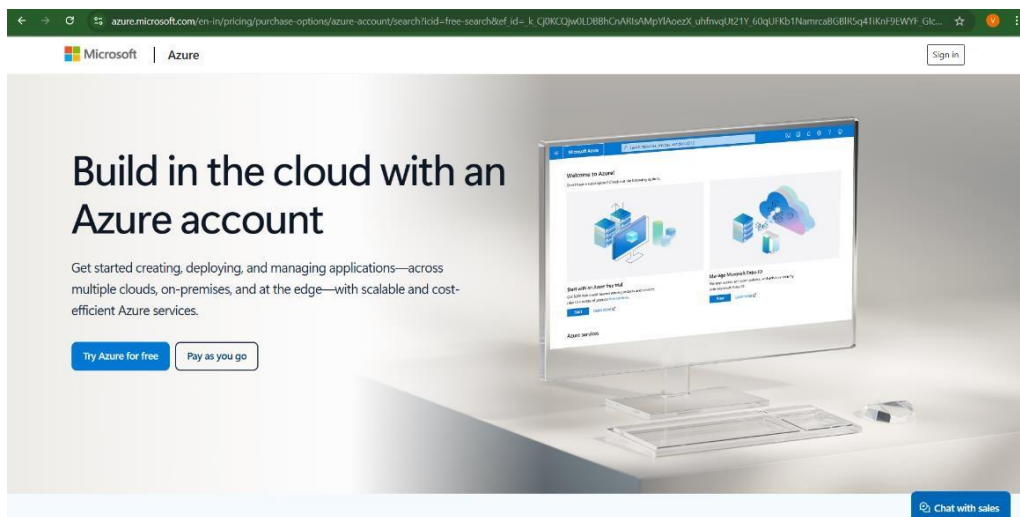 azure.microsoft.com/en-in/pricing/purchase-options/azure-account/search?icid=free-search&ef_id=
Microsoft | Azure
Sign in
Build in the cloud with an
Azure account
Get started creating, deploying, and managing applications—across
multiple clouds, on-premises, and at the edge—with scalable and cost-
efficient Azure services.
Try Azure for free
Pay as you go
Microsoft Azure
Welcome to Azure!
Start with an Azure free trial
Manage Microsoft Entra ID
Start
Learn more
View
Learn more
Azure services
Chat with sales